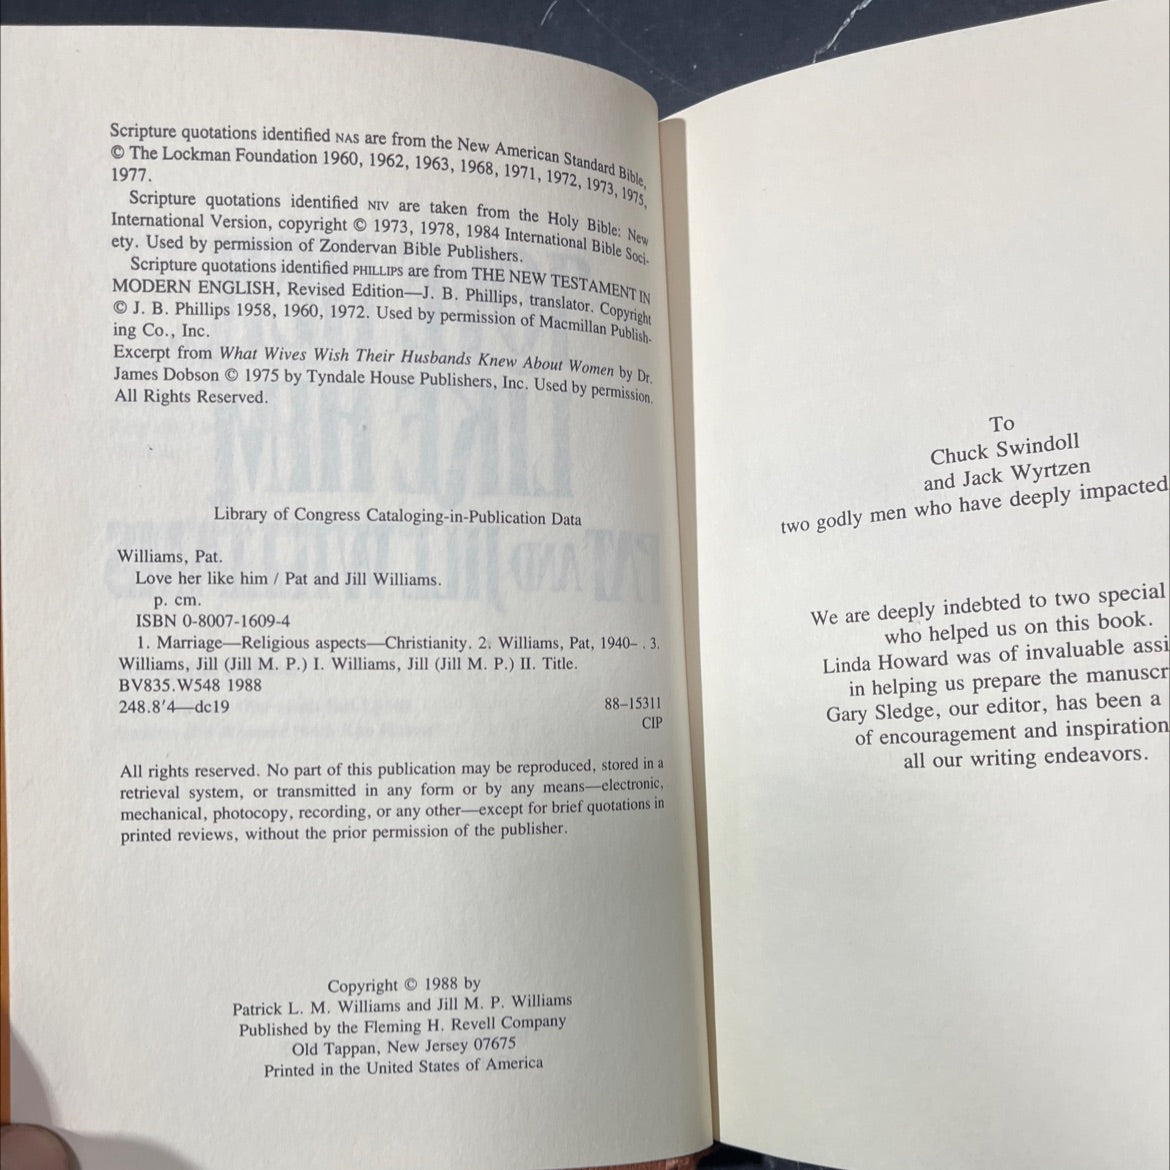 Scripture quotations identified NAS are from the New American Standard Bible,
© The Lockman Foundation 1960, 1962, 1963, 1968, 1971, 1972, 1973, 1975,
1977.
Scripture quotations identified NIV are taken from the Holy Bible: New
International Version, copyright © 1973, 1978, 1984 International Bible Soci-
ety. Used by permission of Zondervan Bible Publishers.
Scripture quotations identified PHILLIPS are from THE NEW TESTAMENT IN
MODERN ENGLISH, Revised Edition—J. B. Phillips, translator. Copyright
© J. B. Phillips 1958, 1960, 1972. Used by permission of Macmillan Publish-
ing Co., Inc.
Excerpt from What Wives Wish Their Husbands Knew About Women by Dr.
James Dobson © 1975 by Tyndale House Publishers, Inc. Used by permission.
All Rights Reserved.
Library of Congress Cataloging-in-Publication Data
Williams, Pat.
Love her like him / Pat and Jill Williams.
p. cm.
ISBN 0-8007-1609-4
1. Marriage—Religious aspects—Christianity. 2. Williams, Pat, 1940– . 3.
Williams, Jill (Jill M. P.) I. Williams, Jill (Jill M. P.) II. Title.
BV835.W548 1988
248.8'4—dc19 88–15311
CIP
All rights reserved. No part of this publication may be reproduced, stored in a
retrieval system, or transmitted in any form or by any means—electronic,
mechanical, photocopy, recording, or any other—except for brief quotations in
printed reviews, without the prior permission of the publisher.
Copyright © 1988 by
Patrick L. M. Williams and Jill M. P. Williams
Published by the Fleming H. Revell Company
Old Tappan, New Jersey 07675
Printed in the United States of America
To
Chuck Swindoll
and Jack Wyrtzen
two godly men who have deeply impacted
We are deeply indebted to two special
who helped us on this book.
Linda Howard was of invaluable assi
in helping us prepare the manuscr
Gary Sledge, our editor, has been a
of encouragement and inspiration
all our writing endeavors.